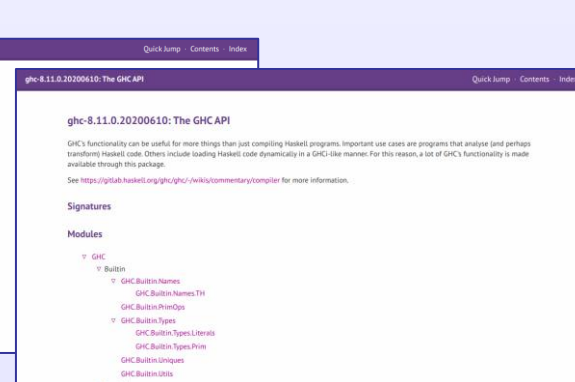 Quick Jump · Contents · Index
ghc-8.11.0.20200610: The GHC API
Quick Jump · Contents · Index
ghc-8.11.0.20200610: The GHC API
GHC's functionality can be useful for more things than just compiling Haskell programs. Important use cases are programs that analyse (and perhaps
transform) Haskell code. Others include loading Haskell code dynamically in a GHCi-like manner. For this reason, a lot of GHC's functionality is made
available through this package.
See https://gitlab.haskell.org/ghc/ghc/-/wikis/commentary/compiler for more information.
Signatures
Modules
▽ GHC
▽ Builtin
▽ GHC.Builtin.Names
GHC.Builtin.Names.TH
GHC.Builtin.PrimOps
▽ GHC.Builtin.Types
GHC.Builtin.Types.Literals
GHC.Builtin.Types.Prim
GHC.Builtin.Uniques
GHC.Builtin.Utils